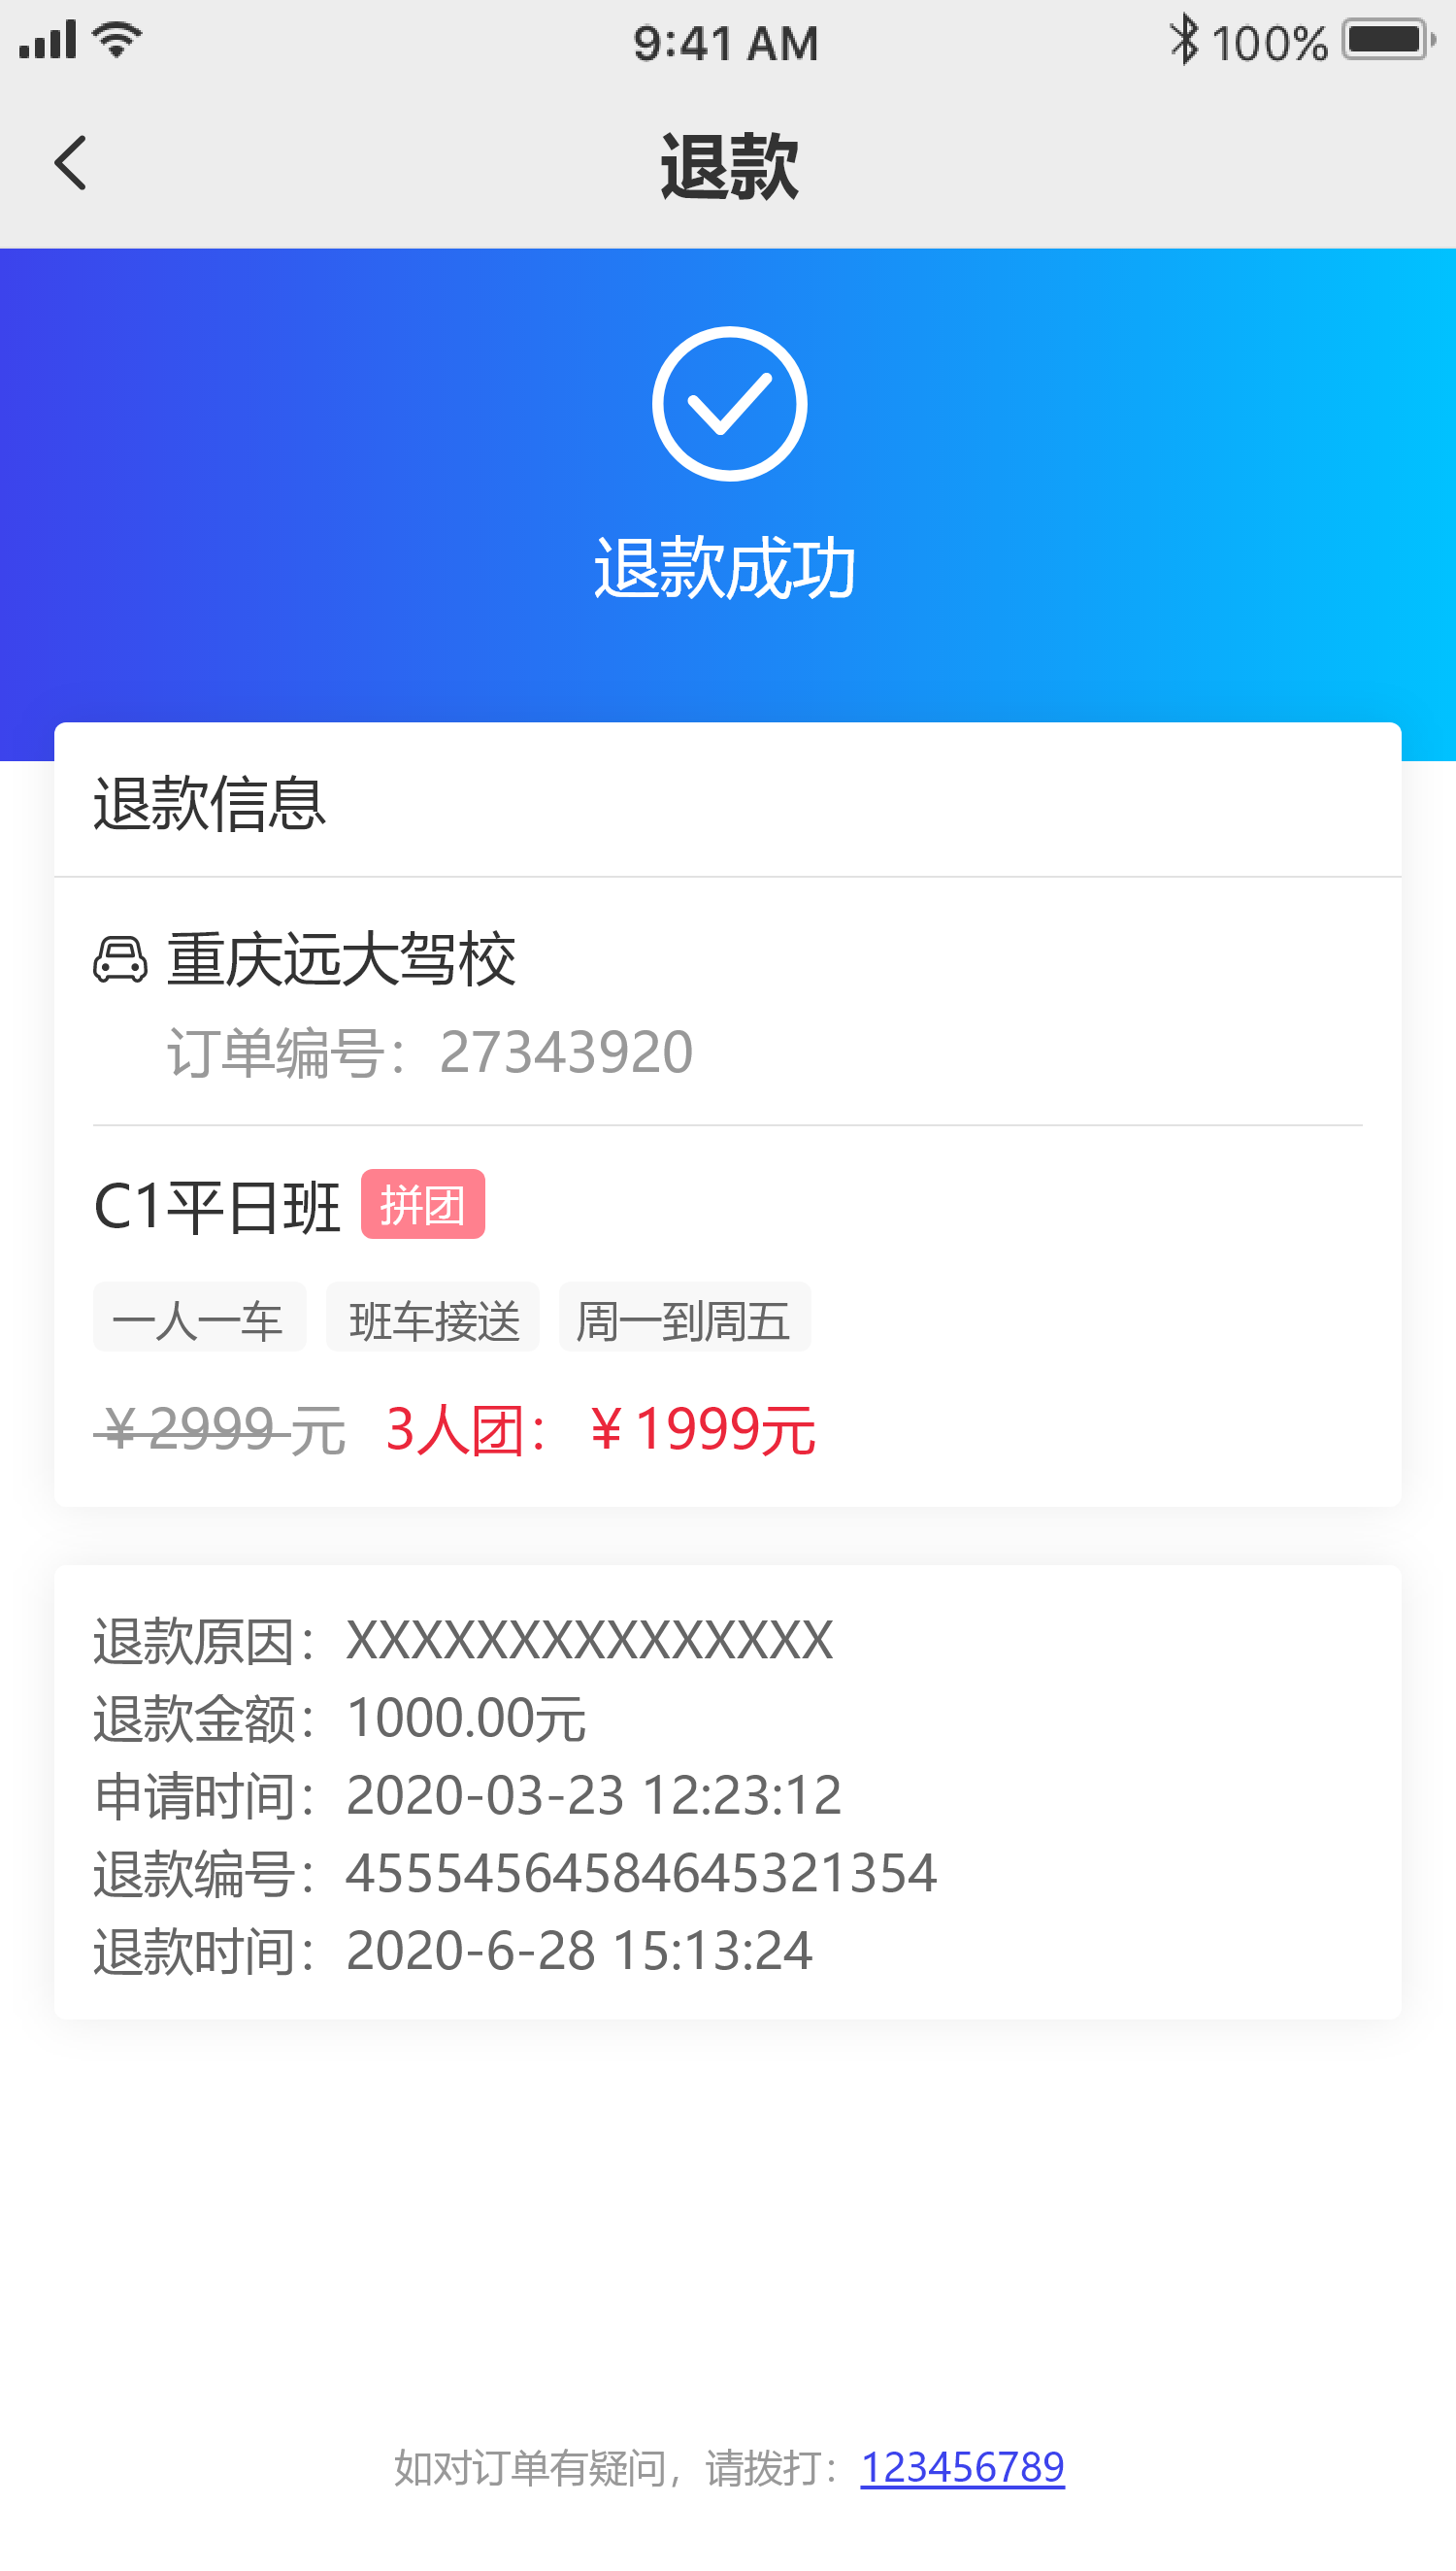 9:41 AM 100%
退款
退款成功
退款信息
重庆远大驾校
订单编号：27343920
C1平日班 拼团
一人一车 班车接送 周一到周五
￥2999元 3人团：￥1999元
退款原因：XXXXXXXXXXXXXXX
退款金额：1000.00元
申请时间：2020-03-23 12:23:12
退款编号：45554564584645321354
退款时间：2020-6-28 15:13:24
如对订单有疑问，请拨打：123456789